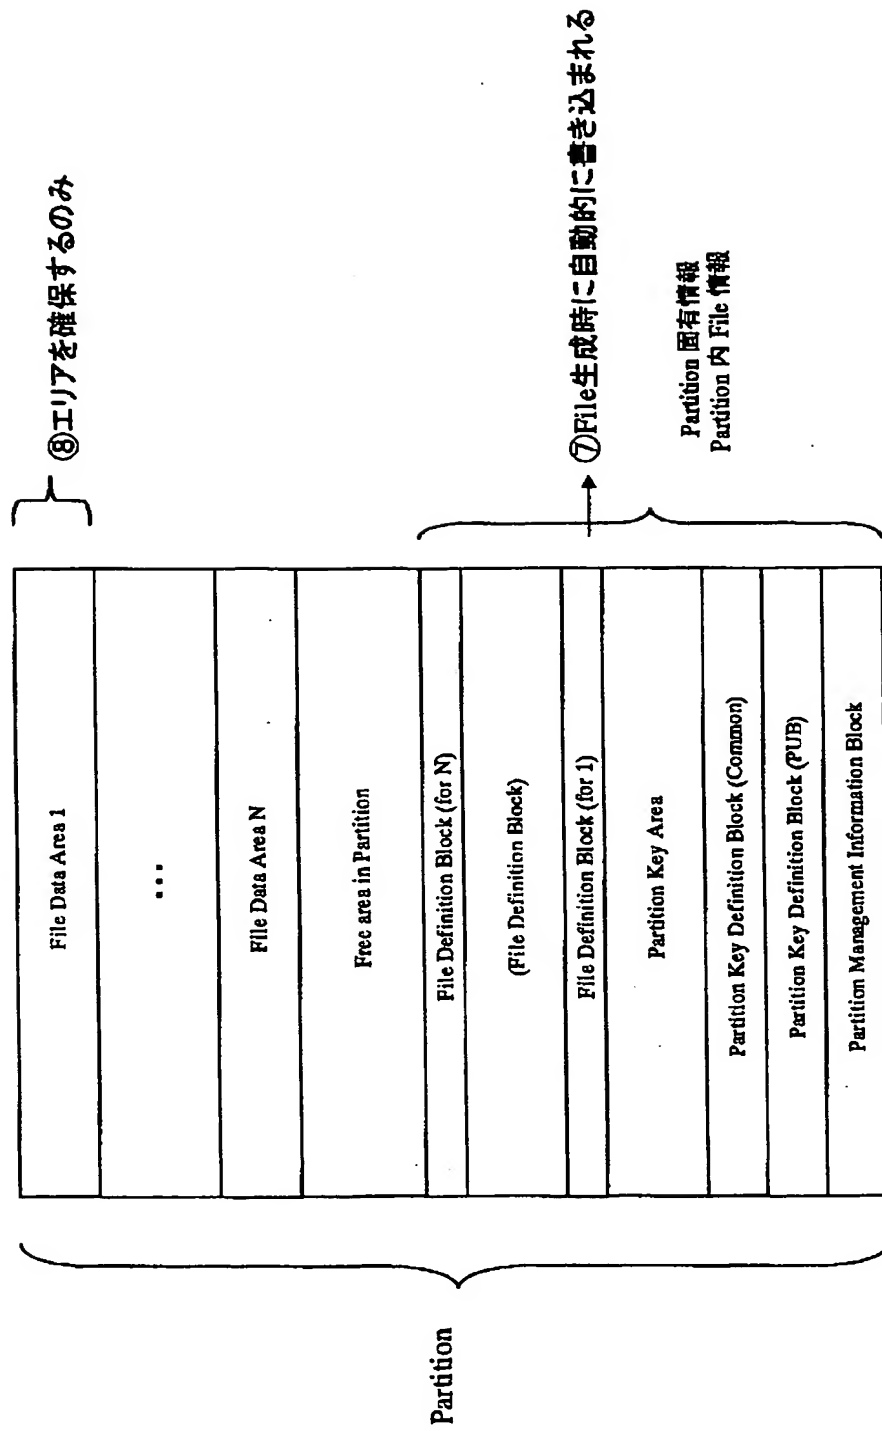 Partition
File Data Area 1
...
File Data Area N
Free area in Partition
File Definition Block (for N)
(File Definition Block)
File Definition Block (for 1)
Partition Key Area
Partition Key Definition Block (Common)
Partition Key Definition Block (PUB)
Partition Management Information Block
⑧エリアを確保するのみ
⑦File生成時に自動的に書き込まれる
Partition 固有情報
Partition 内 File 情報